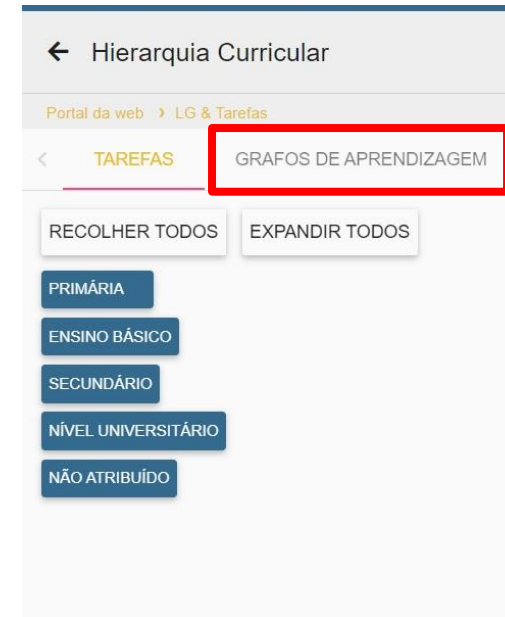 Hierarquia Curricular
Portal da web › LG & Tarefas
TAREFAS GRAFOS DE APRENDIZAGEM
RECOLHER TODOS EXPANDIR TODOS
PRIMÁRIA
ENSINO BÁSICO
SECUNDÁRIO
NÍVEL UNIVERSITÁRIO
NÃO ATRIBUÍDO